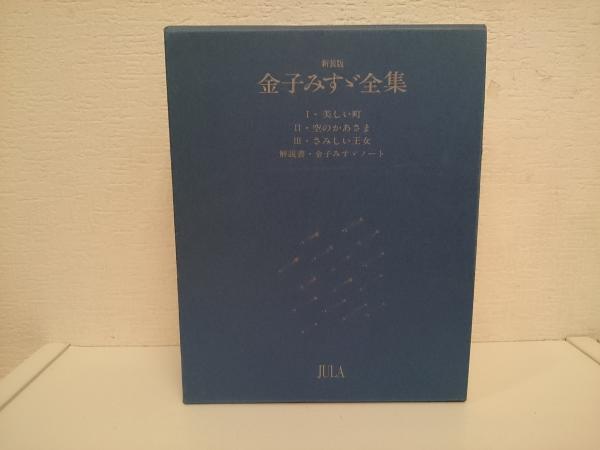 新装版
金子みすゞ全集
Ⅰ・美しい町
Ⅱ・空のかあさま
Ⅲ・さみしい王女
解説書・金子みすゞノート
JULA